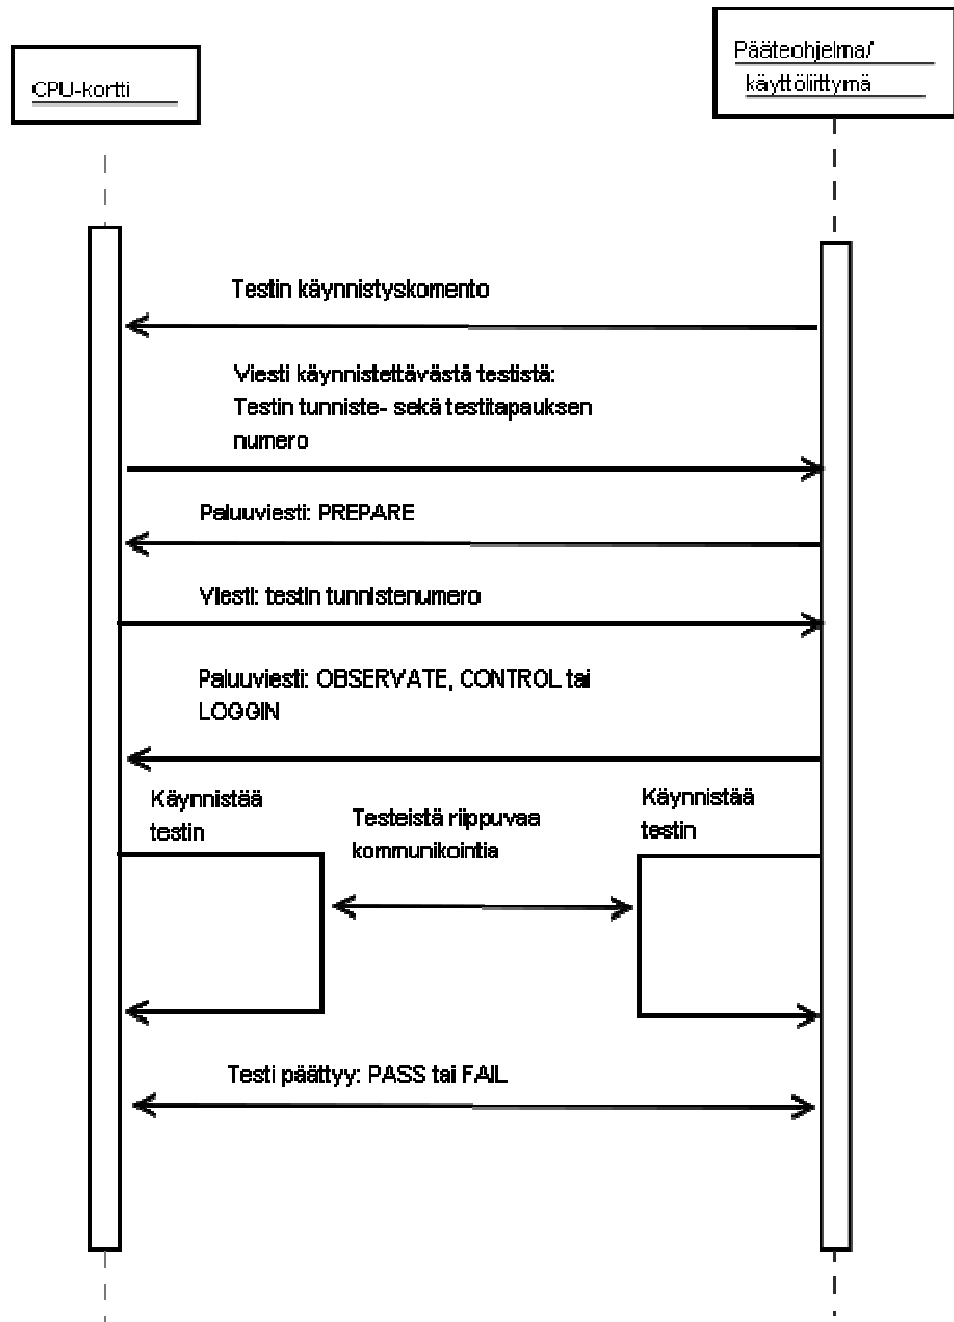 CPU-kortti
Pääteohjelma/
käyttöliittymä
Testin käynnistyskomento
Viesti käynnistettävästä testistä:
Testin tunniste- sekä testitapauksen
numero
Paluuviesti: PREPARE
Viesti: testin tunnistenumero
Paluuviesti: OBSERVATE, CONTROL tai
LOGGIN
Käynnistää
testin
Testeistä riippuvaa
kommunikointia
Käynnistää
testin
Testi päättyy: PASS tai FAIL